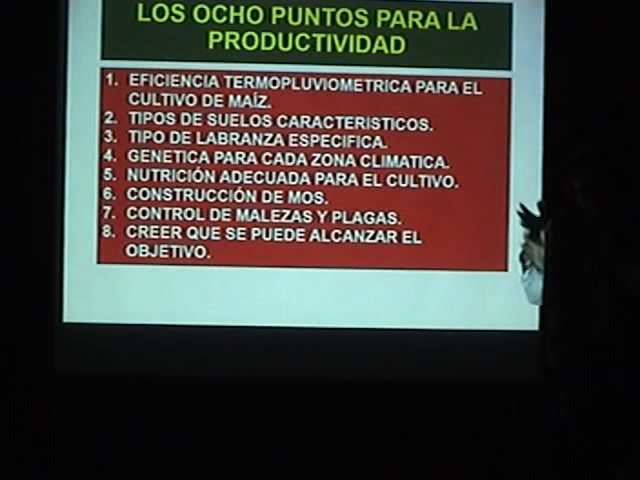 LOS OCHO PUNTOS PARA LA
PRODUCTIVIDAD
1. EFICIENCIA TERMOPLUVIOMETRICA PARA EL
CULTIVO DE MAÍZ.
2. TIPOS DE SUELOS CARACTERISTICOS.
3. TIPO DE LABRANZA ESPECIFICA.
4. GENETICA PARA CADA ZONA CLIMATICA.
5. NUTRICIÓN ADECUADA PARA EL CULTIVO.
6. CONSTRUCCIÓN DE MOS.
7. CONTROL DE MALEZAS Y PLAGAS.
8. CREER QUE SE PUEDE ALCANZAR EL
OBJETIVO.